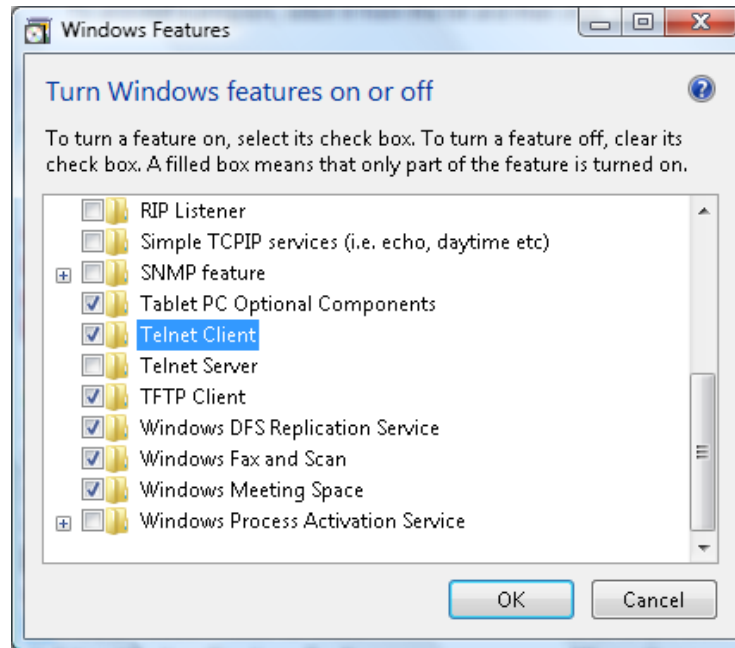 Windows Features
Turn Windows features on or off
To turn a feature on, select its check box. To turn a feature off, clear its
check box. A filled box means that only part of the feature is turned on.
RIP Listener
Simple TCPIP services (i.e. echo, daytime etc)
SNMP feature
Tablet PC Optional Components
Telnet Client
Telnet Server
TFTP Client
Windows DFS Replication Service
Windows Fax and Scan
Windows Meeting Space
Windows Process Activation Service
OK
Cancel